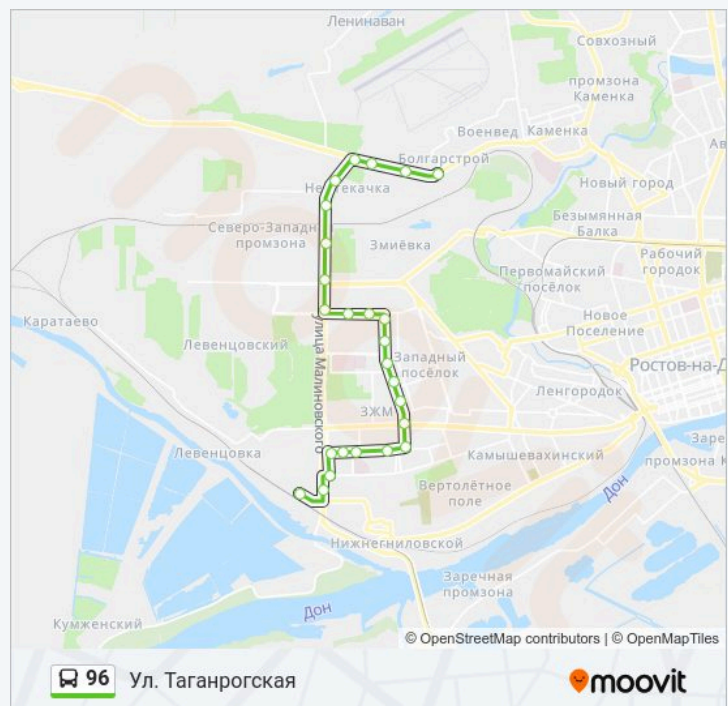 Ленинаван
Совхозный
промзона
Каменка
Военвед
Каменка
Болгарстрой
Нефтекачка
Новый город
Безымянная
Балка
Северо-Запад
промзона
Змиёвка
Рабочий
городок
Первомайский
посёлок
Каратаево
Новое
Поселение
улица Малиновского
Левенцовский
Западный
посёлок
Ростов-на-Д
Ленгородок
ЗЖМ
Заре
промзона К
Левенцовка
Камышевахинский
Вертолётное
поле
Дон
Нижнегниловской
Заречная
промзона
Дон
Кумженский
© OpenStreetMap contributors | © OpenMapTiles
96 Ул. Таганрогская
moovit